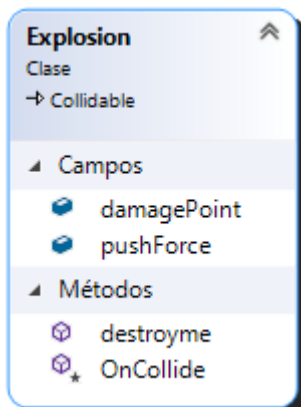 Explosion
Clase
Collidable
Campos
damagePoint
pushForce
Métodos
destroyme
OnCollide